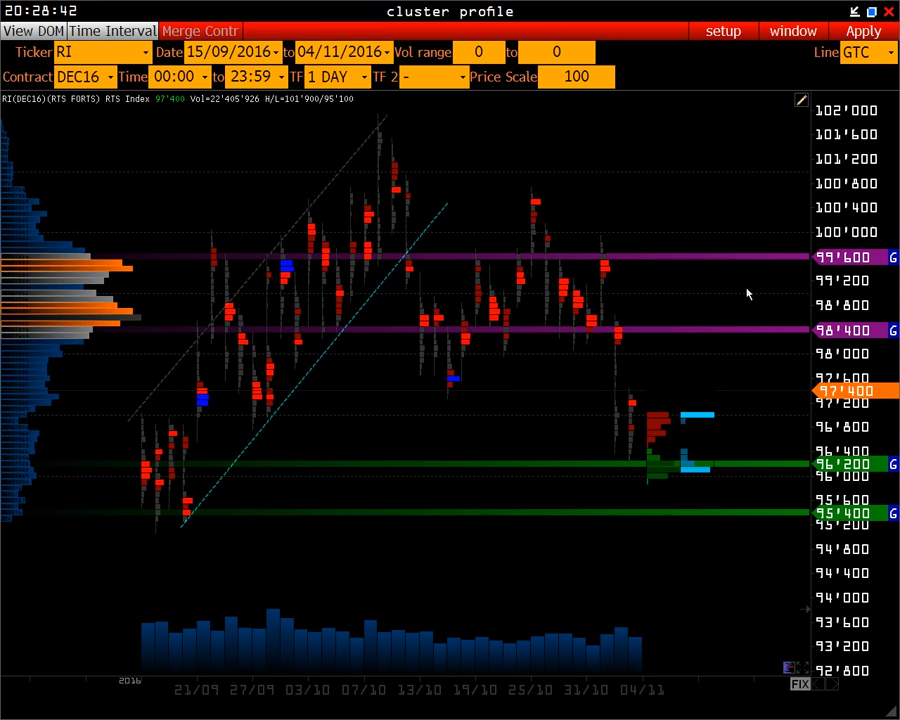 20:28:42 cluster profile
View DOM Time Interval Merge Contr setup window Apply
Ticker RI Date 15/09/2016 to 04/11/2016 Vol range 0 to 0 Line GTC
Contract DEC16 Time 00:00 to 23:59 TF 1 DAY TF 2 - Price Scale 100
RI(DEC16)(RTS FORTS) RTS Index 97'400 Vol=22'405'926 H/L=101'900/95'100
102'000
101'600
101'200
100'800
100'400
100'000
99'600 G
99'200
98'800
98'400 G
98'000
97'600
97'400
97'200
96'800
96'400
96'200 G
96'000
95'600
95'400 G
95'200
94'800
94'400
94'000
93'600
93'200
92'800
2016
FIX
21/09 27/09 03/10 07/10 13/10 19/10 25/10 31/10 04/11